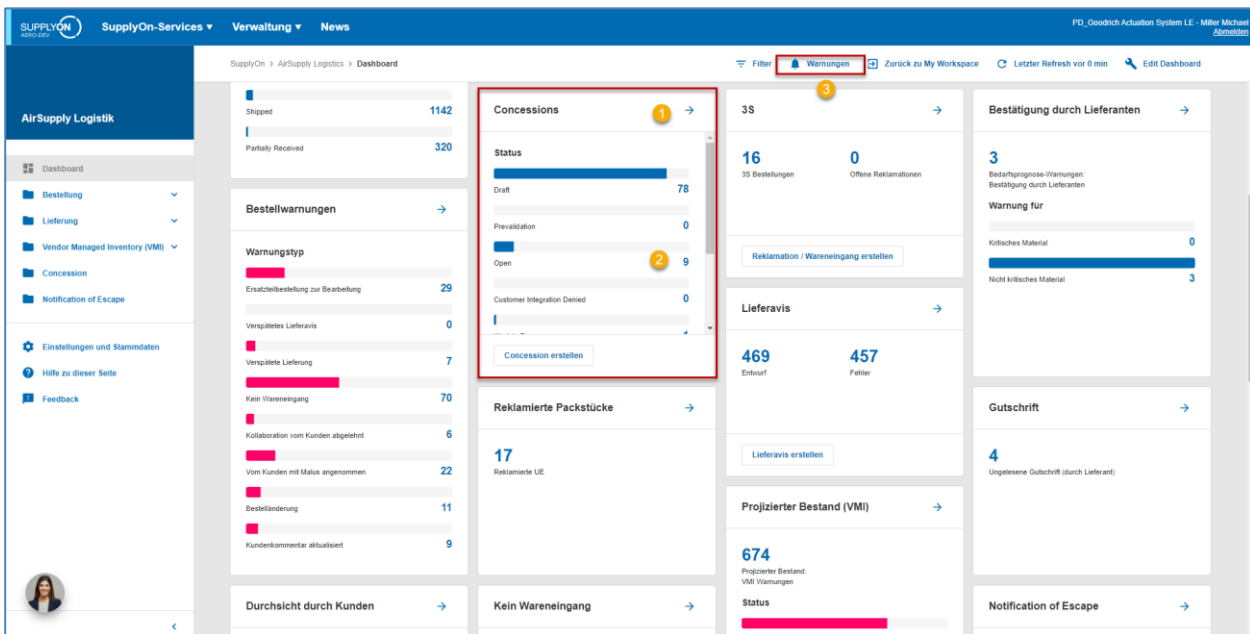 SUPPLYON
AERO-DEV
SupplyOn-Services ▾
Verwaltung ▾
News
PD_Goodrich Actuation System LE - Miller Michael
Abmelden
SupplyOn > AirSupply Logistics > Dashboard
Filter
Warnungen
Zurück zu My Workspace
Letzter Refresh vor 0 min
Edit Dashboard
3
AirSupply Logistik
Dashboard
Bestellung
Lieferung
Vendor Managed Inventory (VMI)
Concession
Notification of Escape
Einstellungen und Stammdaten
Hilfe zu dieser Seite
Feedback
Shipped 1142
Partially Received 320
Bestellwarnungen
Warnungstyp
Ersatzteilbestellung zur Bearbeitung 29
Verspätetes Lieferavis 0
Verspätete Lieferung 7
Kein Wareneingang 70
Kollaboration vom Kunden abgelehnt 6
Vom Kunden mit Malus angenommen 22
Bestelländerung 11
Kundenkommentar aktualisiert 9
Durchsicht durch Kunden
Concessions 1
Status
Draft 78
Prevalidation 0
Open 2 9
Customer Integration Denied 0
Concession erstellen
Reklamierte Packstücke
17
Reklamierte UE
Kein Wareneingang
3S
16 0
3S Bestellungen Offene Reklamationen
Reklamation / Wareneingang erstellen
Lieferavis
469 457
Entwurf Fehler
Lieferavis erstellen
Projizierter Bestand (VMI)
674
Projizierter Bestand:
VMI Warnungen
Status
Bestätigung durch Lieferanten
3
Bedarfsprognose-Warnungen:
Bestätigung durch Lieferanten
Warnung für
Kritisches Material 0
Nicht kritisches Material 3
Gutschrift
4
Ungelesene Gutschrift (durch Lieferant)
Notification of Escape